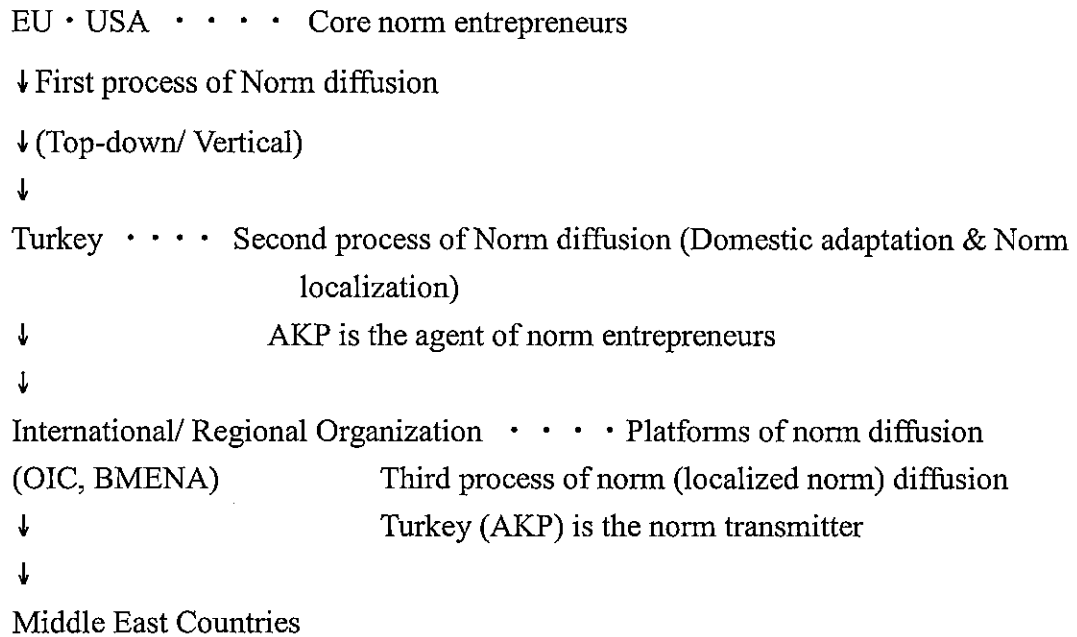 EU・USA ・・・・ Core norm entrepreneurs
↓First process of Norm diffusion
↓(Top-down/ Vertical)
↓
Turkey ・・・・ Second process of Norm diffusion (Domestic adaptation & Norm
localization)
↓ AKP is the agent of norm entrepreneurs
↓
International/ Regional Organization ・・・・Platforms of norm diffusion
(OIC, BMENA) Third process of norm (localized norm) diffusion
↓ Turkey (AKP) is the norm transmitter
↓
Middle East Countries